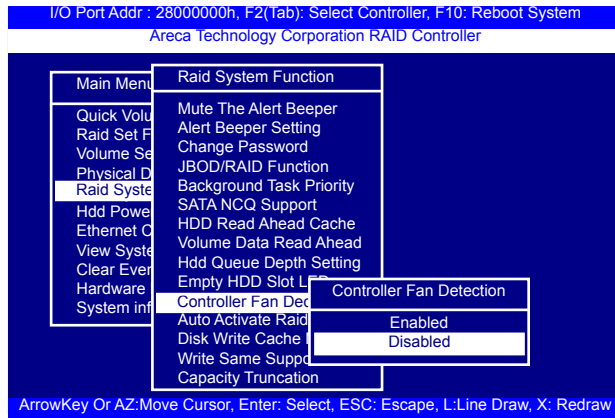 I/O Port Addr : 28000000h, F2(Tab): Select Controller, F10: Reboot System
Areca Technology Corporation RAID Controller
Main Menu
Quick Volu
Raid Set F
Volume Se
Physical D
Raid Syste
Hdd Powe
Ethernet C
View Syste
Clear Even
Hardware
System inf
Raid System Function
Mute The Alert Beeper
Alert Beeper Setting
Change Password
JBOD/RAID Function
Background Task Priority
SATA NCQ Support
HDD Read Ahead Cache
Volume Data Read Ahead
Hdd Queue Depth Setting
Empty HDD Slot LED
Controller Fan Dec
Auto Activate Raid
Disk Write Cache
Write Same Suppo
Capacity Truncation
Controller Fan Detection
Enabled
Disabled
ArrowKey Or AZ:Move Cursor, Enter: Select, ESC: Escape, L:Line Draw, X: Redraw